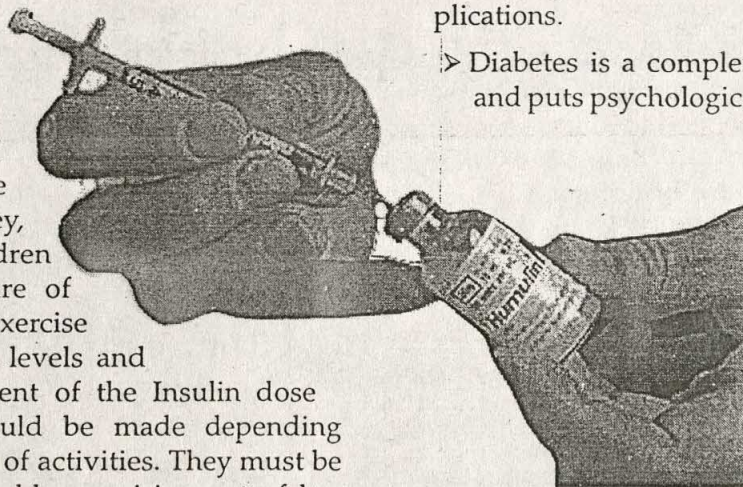 plications.
➢ Diabetes is a comple
and puts psychologic
Humulin
e
ey,
dren
re of
xercise
levels and
ent of the Insulin dose
uld be made depending
of activities. They must be